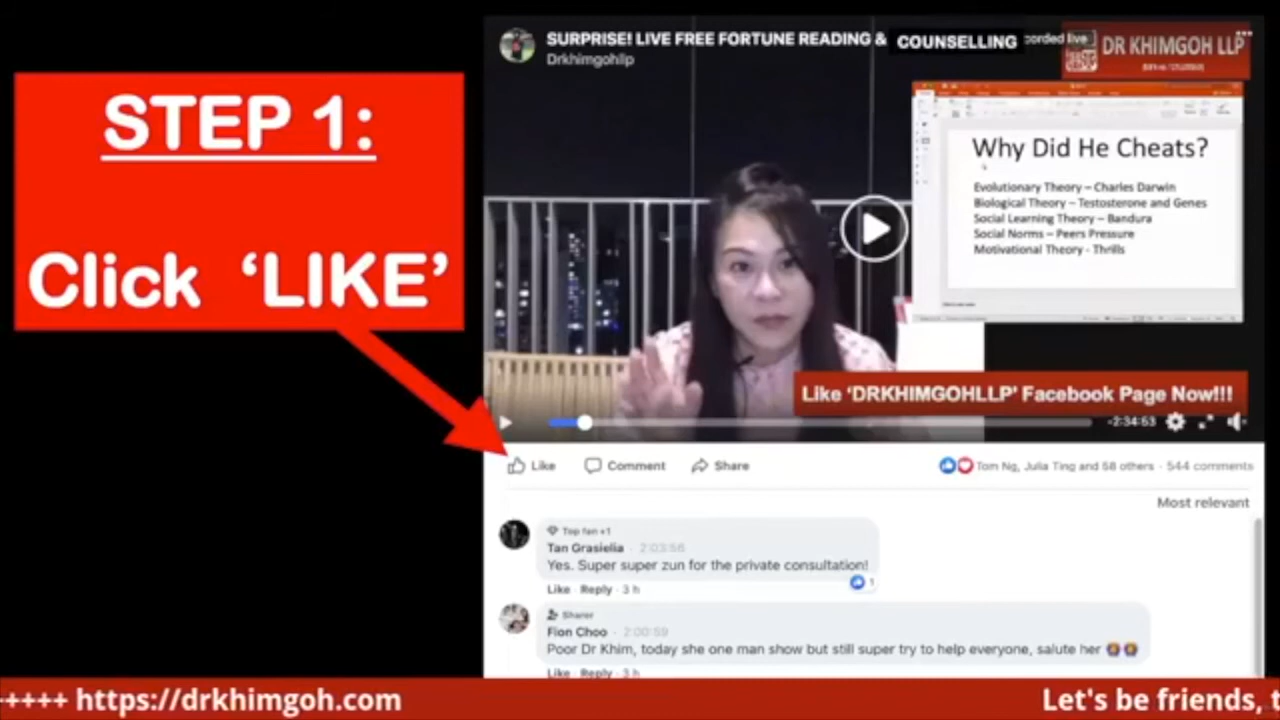 STEP 1:
Click ‘LIKE’
SURPRISE! LIVE FREE FORTUNE READING & COUNSELLING corded live
Drkhimgohllp
DR KHIMGOH LLP
Why Did He Cheats?
Evolutionary Theory – Charles Darwin
Biological Theory – Testosterone and Genes
Social Learning Theory – Bandura
Social Norms – Peers Pressure
Motivational Theory - Thrills
Like ‘DRKHIMGOHLLP’ Facebook Page Now!!!
-2:34:53
Like Comment Share
Tom Ng, Julia Ting and 58 others · 544 comments
Most relevant
Top fan +1
Tan Grasielia · 2:03:56
Yes. Super super zun for the private consultation!
1
Like · Reply · 3 h
Sharer
Fion Choo · 2:00:59
Poor Dr Khim, today she one man show but still super try to help everyone, salute her
Like · Reply · 3 h
++++ https://drkhimgoh.com
Let's be friends, t